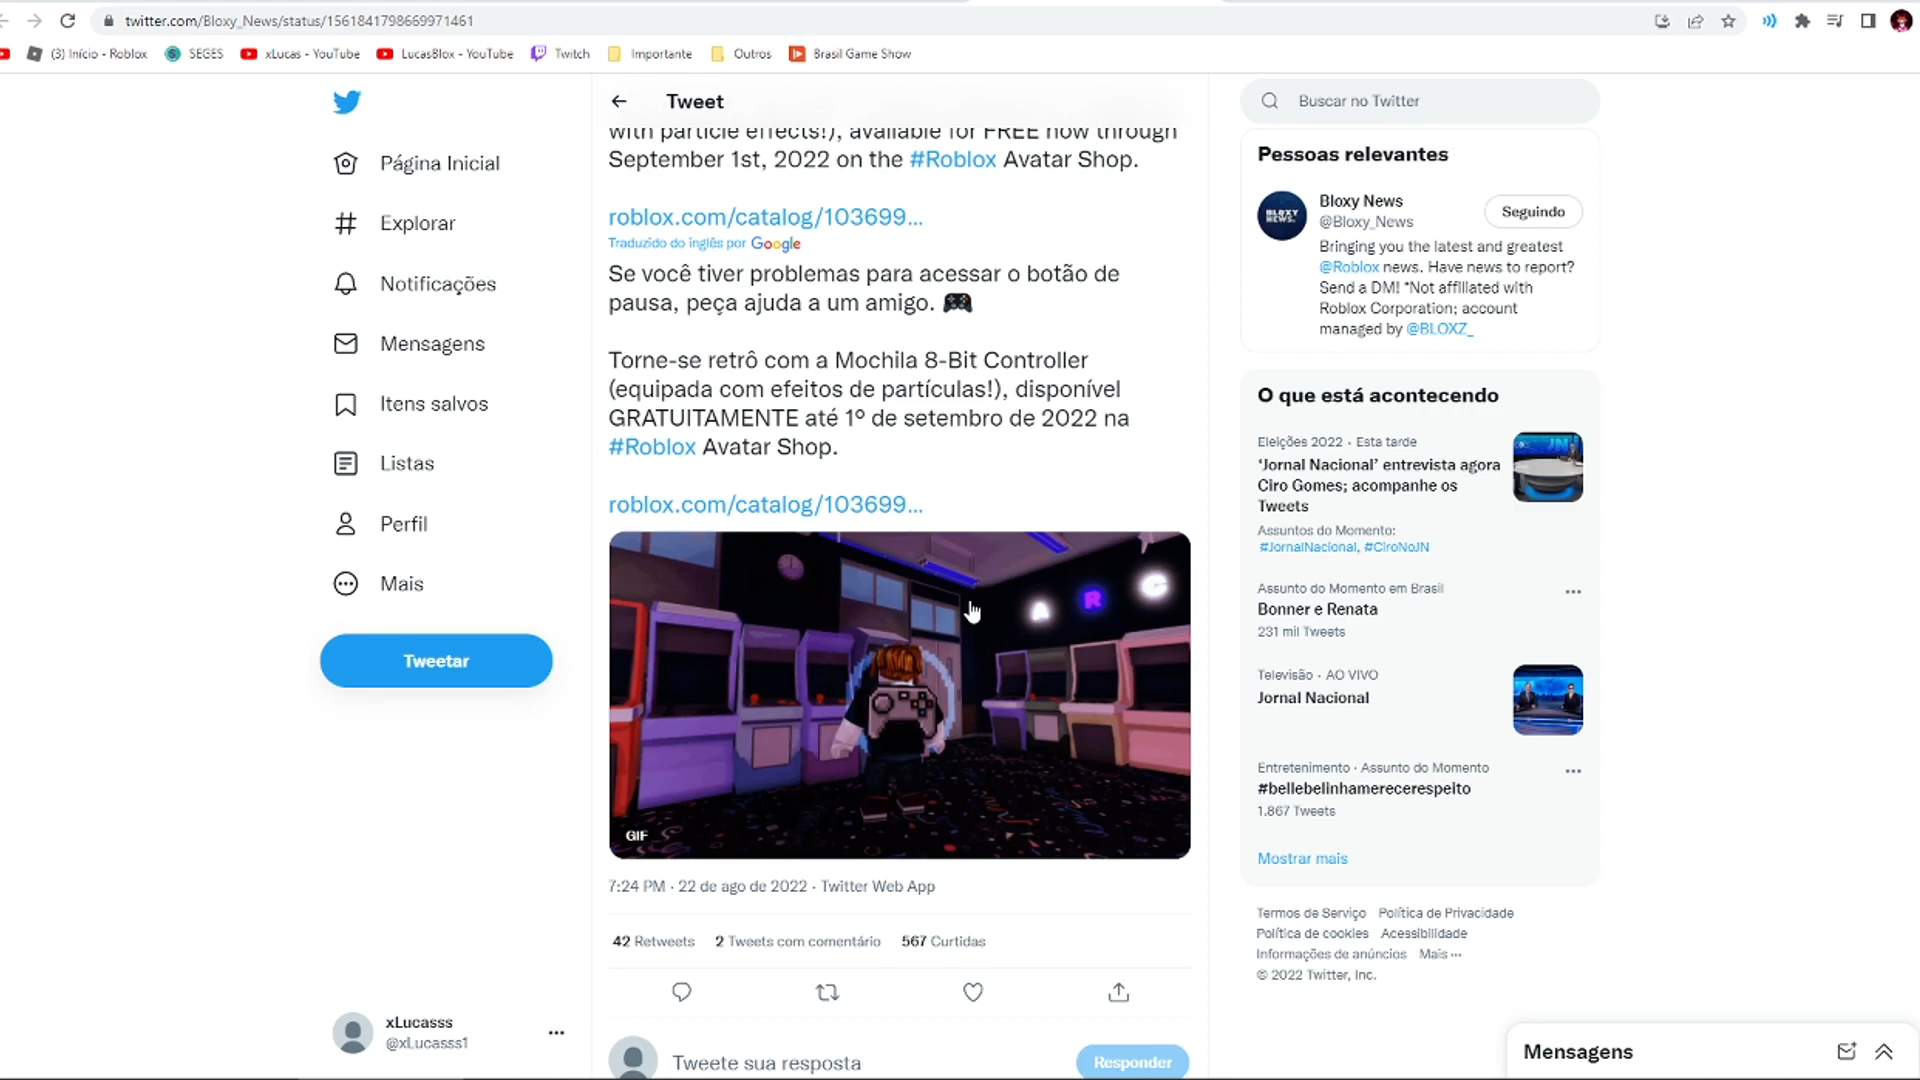 twitter.com/Bloxy_News/status/1561841798669971461
(3) Início - Roblox
SEGES
xLucas - YouTube
LucasBlox - YouTube
Twitch
Importante
Outros
Brasil Game Show
Página Inicial
Explorar
Notificações
Mensagens
Itens salvos
Listas
Perfil
Mais
Tweetar
xLucasss
@xLucasss1
Tweet
with particle effects!), available for FREE now through
September 1st, 2022 on the #Roblox Avatar Shop.
roblox.com/catalog/103699...
Traduzido do inglês por Google
Se você tiver problemas para acessar o botão de
pausa, peça ajuda a um amigo.
Torne-se retrô com a Mochila 8-Bit Controller
(equipada com efeitos de partículas!), disponível
GRATUITAMENTE até 1º de setembro de 2022 na
#Roblox Avatar Shop.
roblox.com/catalog/103699...
A R C
GIF
7:24 PM · 22 de ago de 2022 · Twitter Web App
42 Retweets 2 Tweets com comentário 567 Curtidas
Tweete sua resposta
Responder
Buscar no Twitter
Pessoas relevantes
BLOXY
NEWS
Bloxy News
@Bloxy_News
Seguindo
Bringing you the latest and greatest
@Roblox news. Have news to report?
Send a DM! *Not affiliated with
Roblox Corporation; account
managed by @BLOXZ_
O que está acontecendo
Eleições 2022 · Esta tarde
‘Jornal Nacional’ entrevista agora
Ciro Gomes; acompanhe os
Tweets
Assuntos do Momento:
#JornalNacional, #CiroNoJN
JN
Assunto do Momento em Brasil
Bonner e Renata
231 mil Tweets
Televisão · AO VIVO
Jornal Nacional
Entretenimento · Assunto do Momento
#bellebelinhamerecerespeito
1.867 Tweets
Mostrar mais
Termos de Serviço Política de Privacidade
Política de cookies Acessibilidade
Informações de anúncios Mais ···
© 2022 Twitter, Inc.
Mensagens